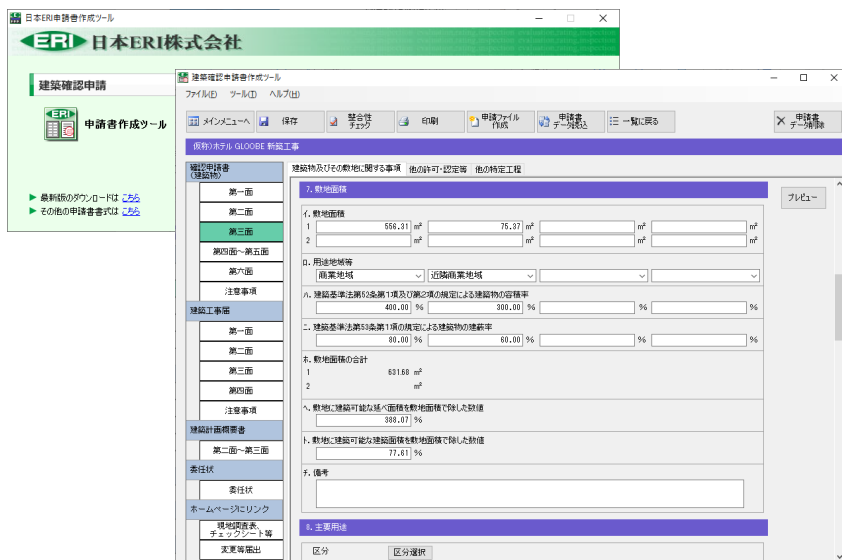 日本ERI申請書作成ツール
ERI 日本ERI株式会社
建築確認申請
ERI
申請書作成ツール
最新版のダウンロードは こちら
その他の申請書書式は こちら
建築確認申請書作成ツール
ファイル(F) ツール(T) ヘルプ(H)
メインメニューへ 保存 整合性チェック 印刷 申請ファイル作成 申請書データ読込 一覧に戻る 申請書データ削除
仮称)ホテル GLOOBE 新築工事
確認申請書
(建築物)
第一面
第二面
第三面
第四面~第五面
第六面
注意事項
建築工事届
第一面
第二面
第三面
第四面
注意事項
建築計画概要書
第二面~第三面
委任状
委任状
ホームページにリンク
現地調査表、
チェックシート等
変更等届出
建築物及びその敷地に関する事項 他の許可・認定等 他の特定工程
7. 敷地面積
プレビュー
イ. 敷地面積
1 556.31 m² 75.37 m² m² m²
2 m² m² m² m²
ロ. 用途地域等
商業地域 近隣商業地域
ハ. 建築基準法第52条第1項及び第2項の規定による建築物の容積率
400.00 % 300.00 % % %
ニ. 建築基準法第53条第1項の規定による建築物の建蔽率
80.00 % 60.00 % % %
ホ. 敷地面積の合計
1 631.68 m²
2 m²
ヘ. 敷地に建築可能な延べ面積を敷地面積で除した数値
388.07 %
ト. 敷地に建築可能な建築面積を敷地面積で除した数値
77.61 %
チ. 備考
8. 主要用途
区分 区分選択